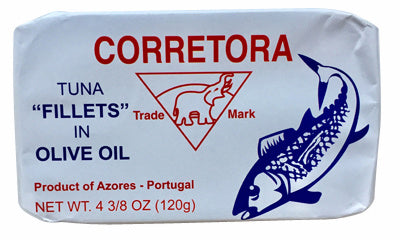 CORRETORA
TUNA
"FILLETS"
IN
OLIVE OIL
Trade Mark
Product of Azores - Portugal
NET WT. 4 3/8 OZ (120g)